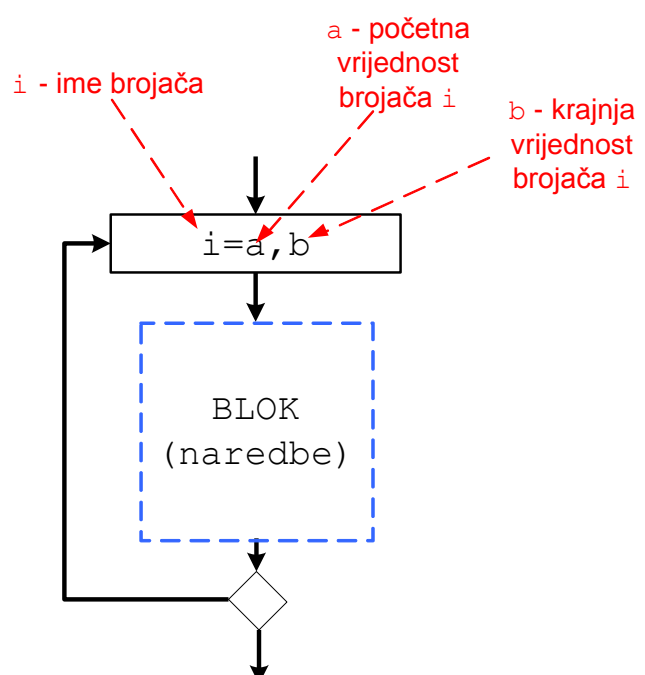 i - ime brojača
a - početna
vrijednost
brojača i
b - krajnja
vrijednost
brojača i
i=a,b
BLOK
(naredbe)